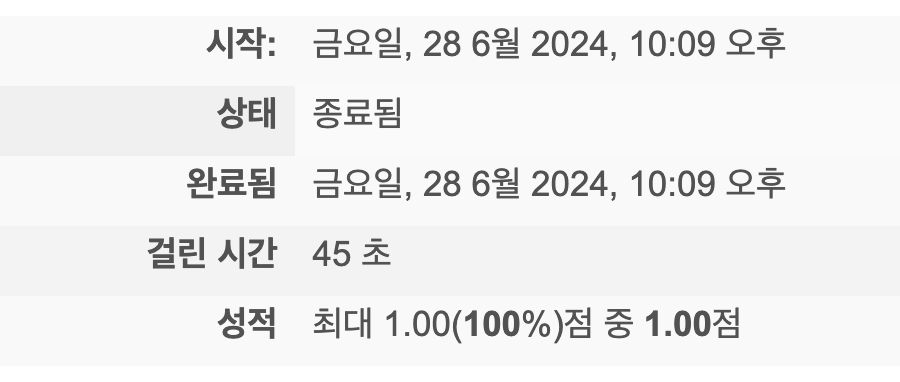 시작: 금요일, 28 6월 2024, 10:09 오후
상태 종료됨
완료됨 금요일, 28 6월 2024, 10:09 오후
걸린 시간 45 초
성적 최대 1.00(100%)점 중 1.00점